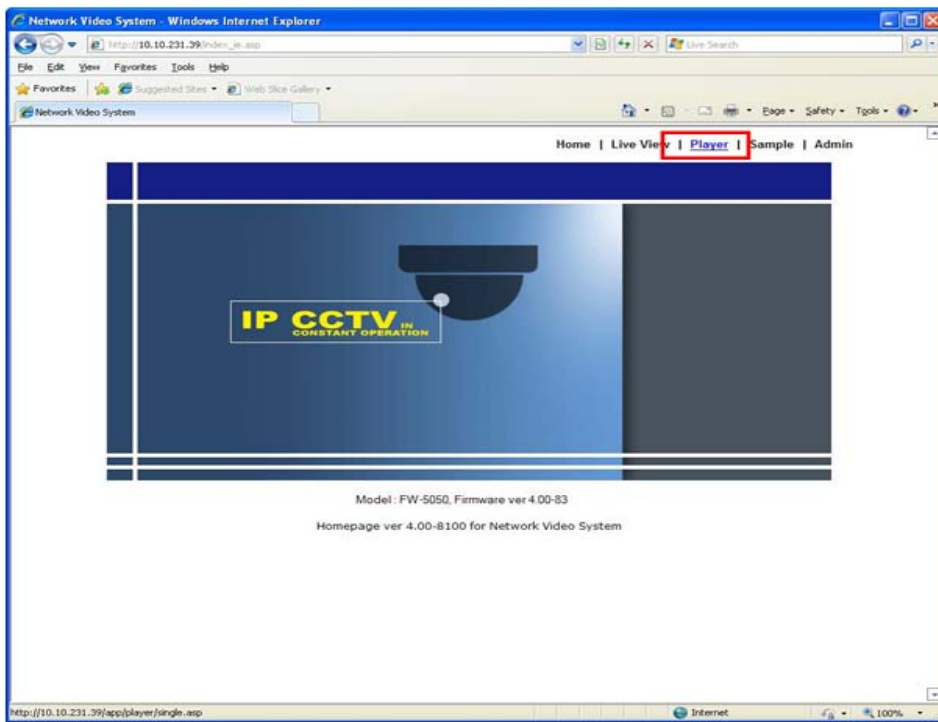 Network Video System - Windows Internet Explorer
http://10.10.231.39/index_ie.asp
Live Search
File Edit View Favorites Tools Help
Favorites Suggested Sites Web Slice Gallery
Network Video System
Page Safety Tools
Home | Live View | Player | Sample | Admin
IP CCTV IN
CONSTANT OPERATION
Model : FW-5050, Firmware ver 4.00-83
Homepage ver 4.00-8100 for Network Video System
http://10.10.231.39/app/player/single.asp
Internet
100%